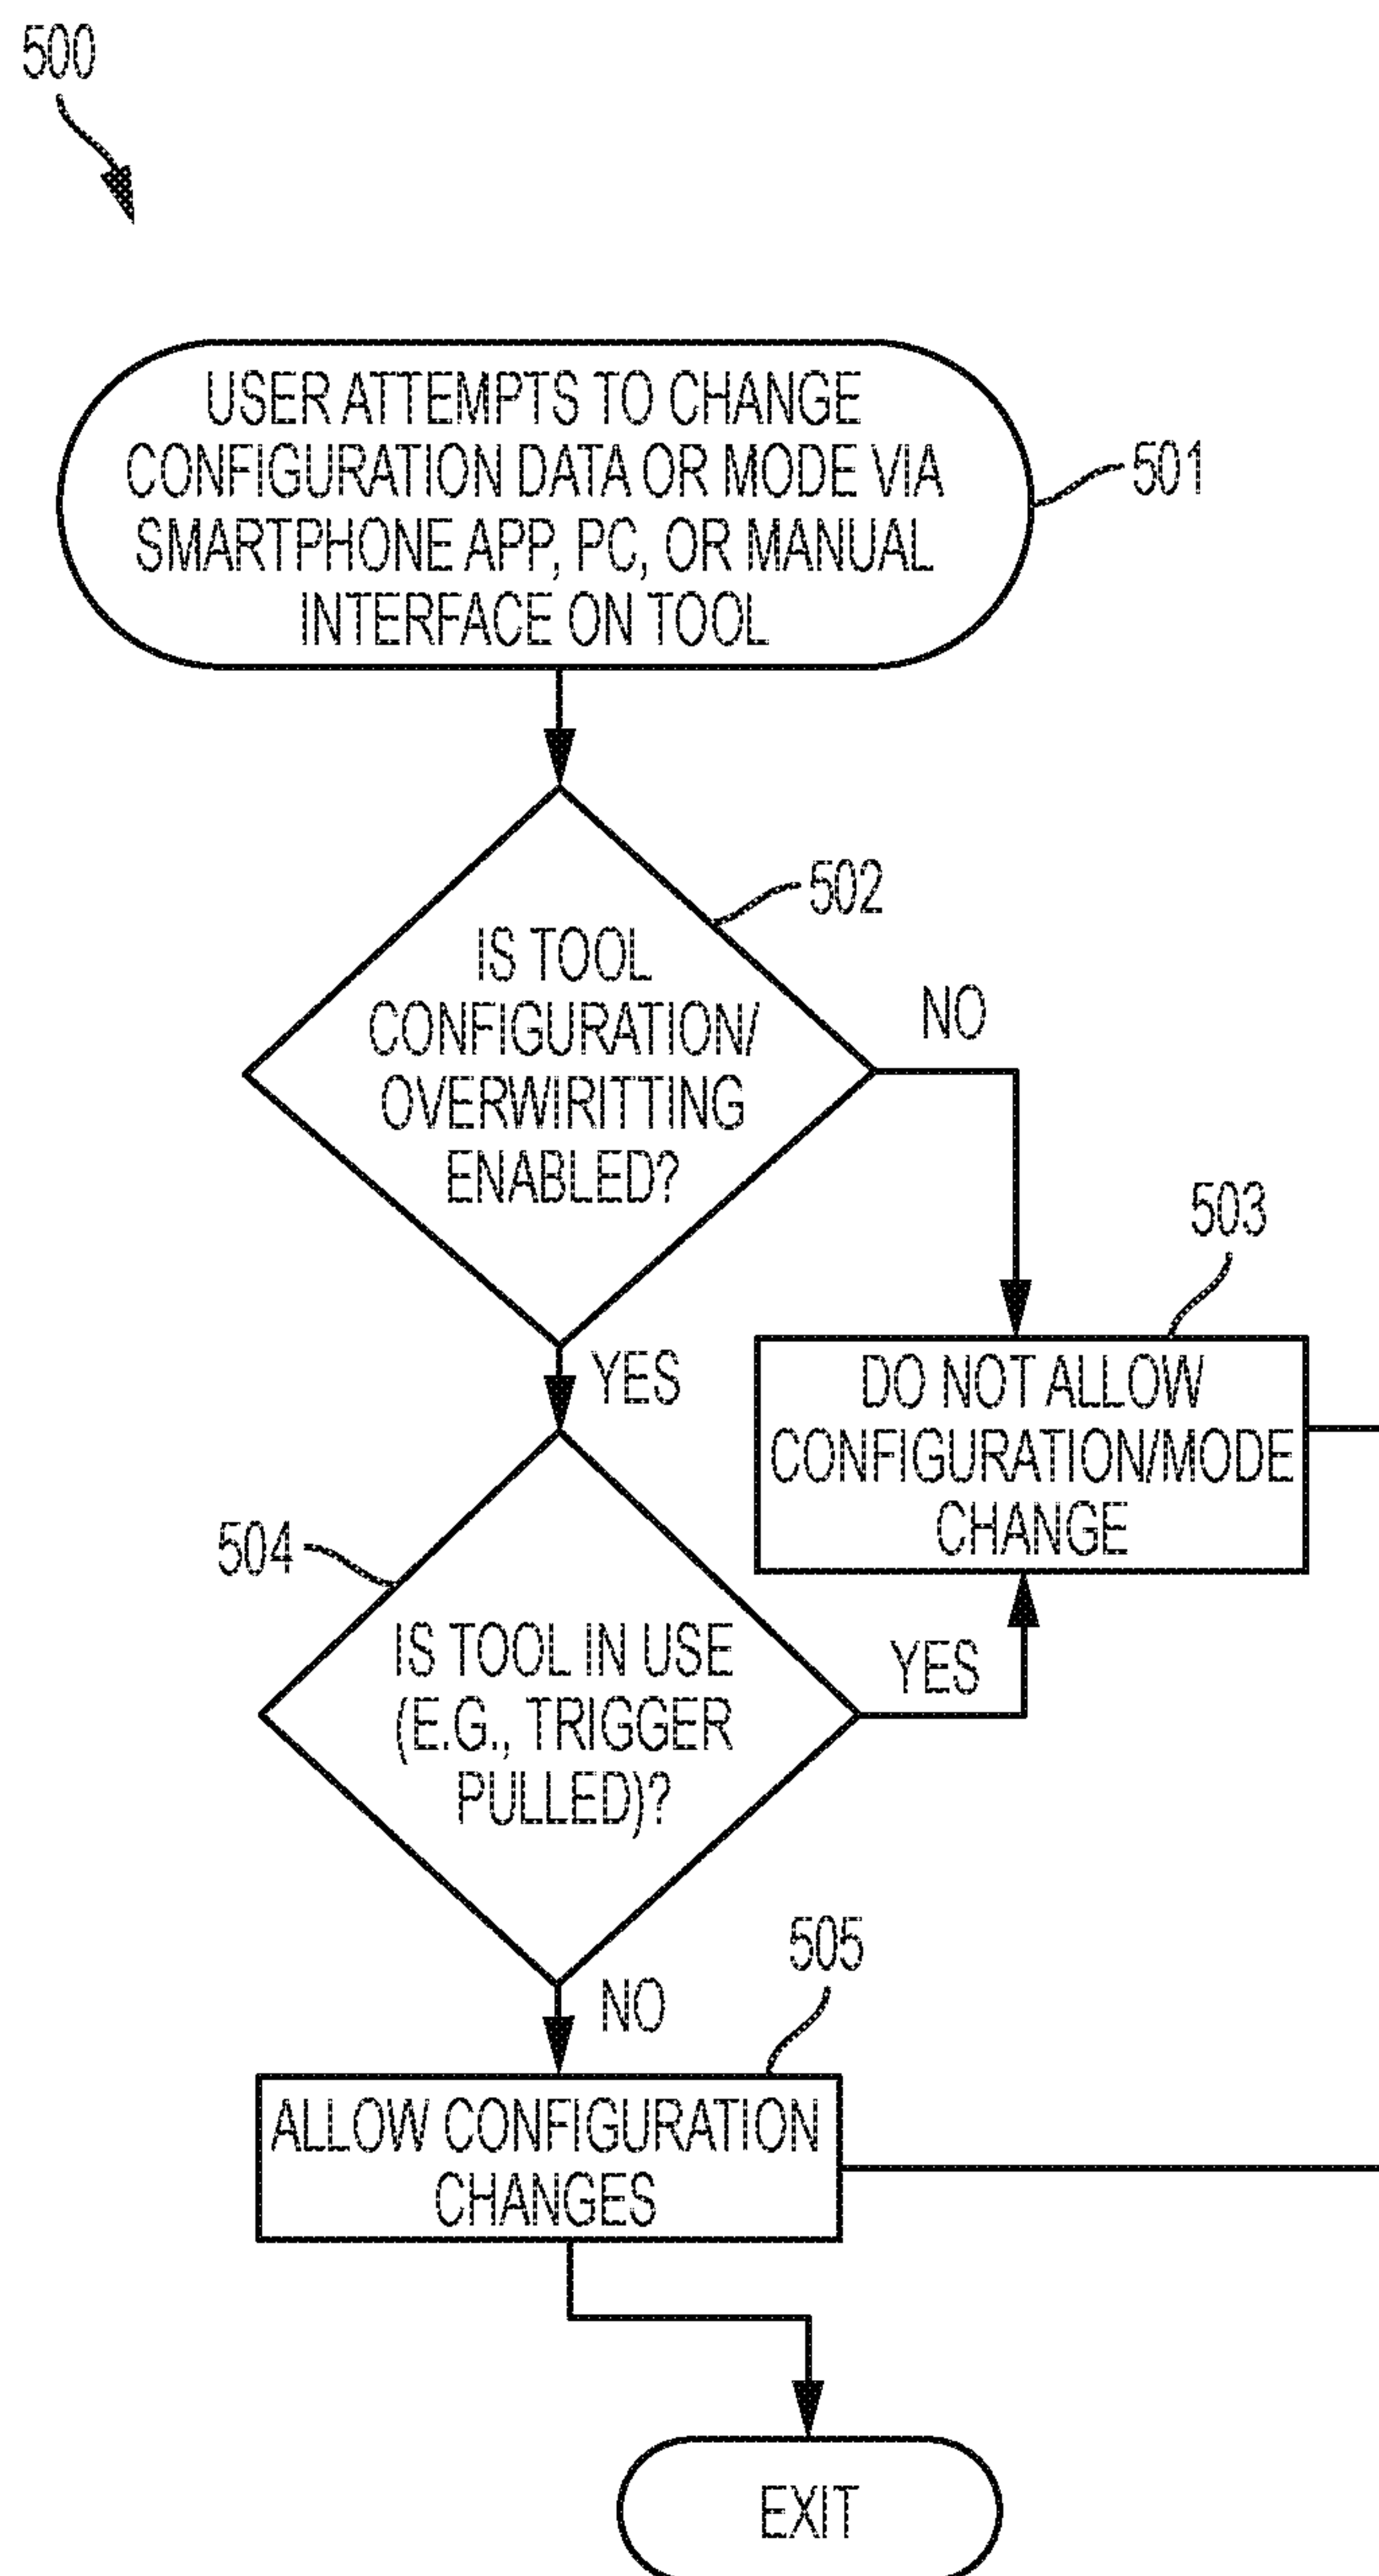 500
USER ATTEMPTS TO CHANGE
CONFIGURATION DATA OR MODE VIA
SMARTPHONE APP, PC, OR MANUAL
INTERFACE ON TOOL
501
502
IS TOOL
CONFIGURATION/
OVERWIRITTING
ENABLED?
NO
YES
503
DO NOT ALLOW
CONFIGURATION/MODE
CHANGE
504
IS TOOL IN USE
(E.G., TRIGGER
PULLED)?
YES
NO
505
ALLOW CONFIGURATION
CHANGES
EXIT